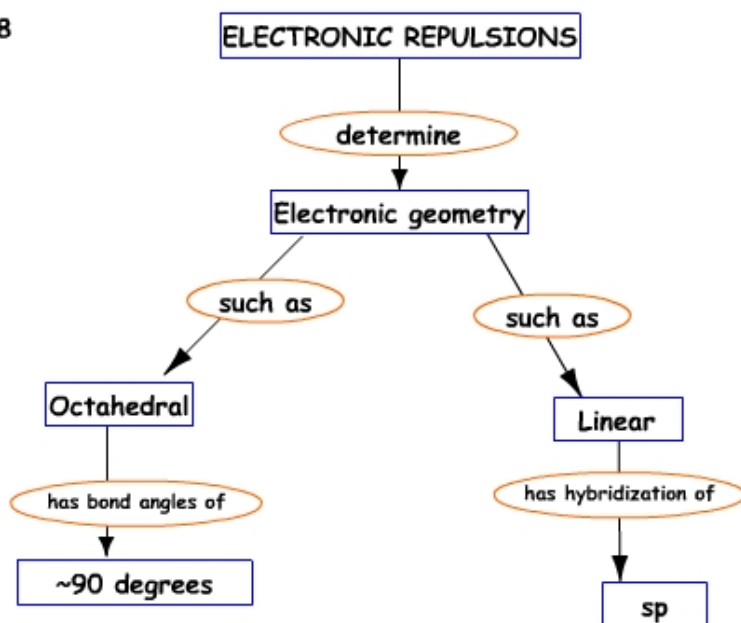 8
ELECTRONIC REPULSIONS
determine
Electronic geometry
such as
such as
Octahedral
Linear
has bond angles of
has hybridization of
~90 degrees
sp